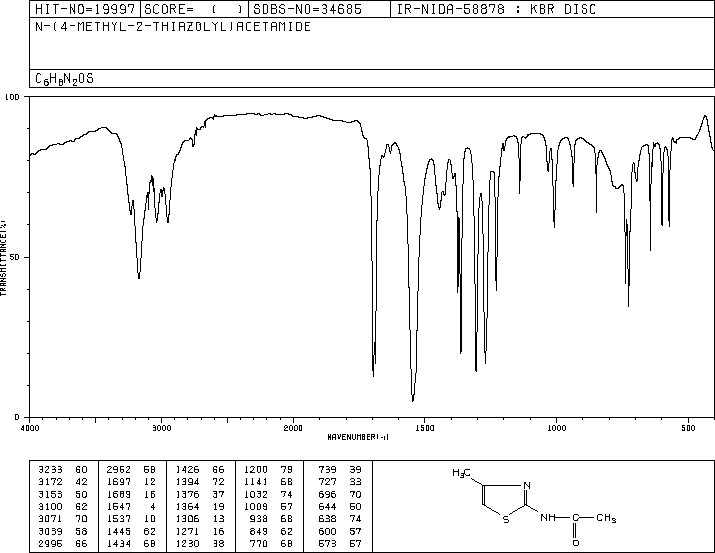 HIT-NO=19997 SCORE= ( ) SDBS-NO=34685 IR-NIDA-58878 : KBR DISC
N-(4-METHYL-2-THIAZOLYL)ACETAMIDE
C6H8N2OS
100
50
0
TRANSMITTANCE(%)
4000 3000 2000 1500 1000 500
WAVENUMBER(-1)
3233 60 2962 58 1426 66 1200 79 739 39
3172 42 1697 12 1394 72 1141 68 727 33
3153 50 1689 16 1376 37 1032 74 696 70
3100 62 1547 4 1364 19 1009 57 644 50
3071 70 1537 10 1306 13 938 68 638 74
3039 58 1445 62 1271 16 849 62 600 57
2996 66 1434 68 1230 38 770 68 573 57
H3C
N
S
NH C CH3
O